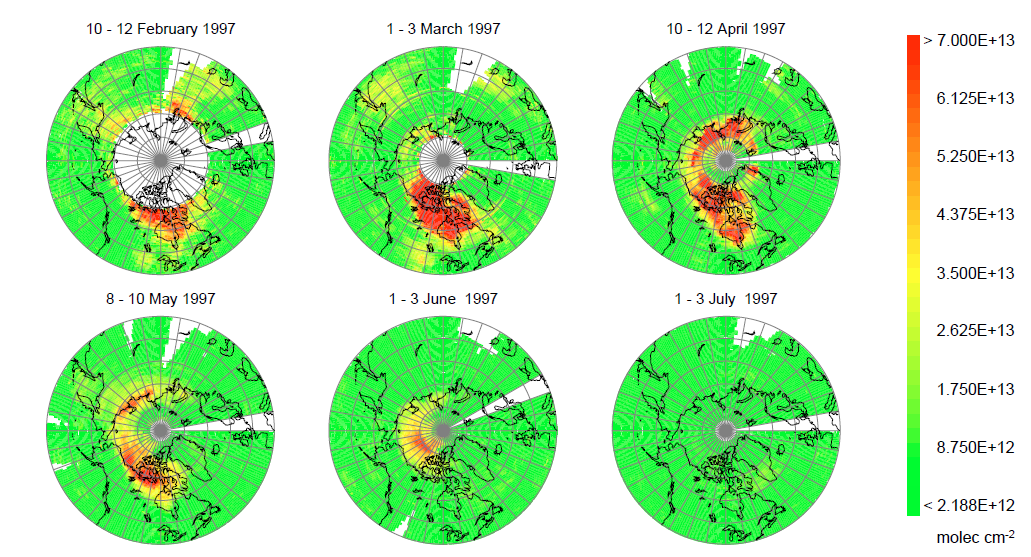 10 - 12 February 1997
1 - 3 March 1997
10 - 12 April 1997
8 - 10 May 1997
1 - 3 June 1997
1 - 3 July 1997
> 7.000E+13
6.125E+13
5.250E+13
4.375E+13
3.500E+13
2.625E+13
1.750E+13
8.750E+12
< 2.188E+12
molec cm⁻²